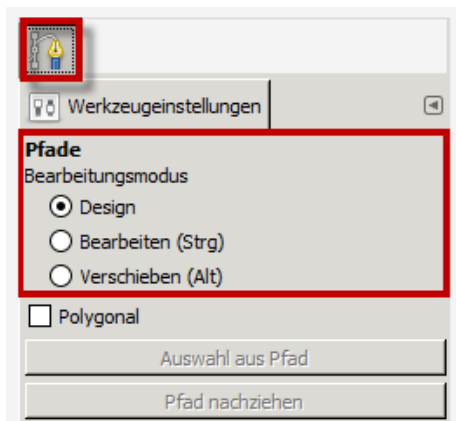 Werkzeugeinstellungen
Pfade
Bearbeitungsmodus
Design
Bearbeiten (Strg)
Verschieben (Alt)
Polygonal
Auswahl aus Pfad
Pfad nachziehen